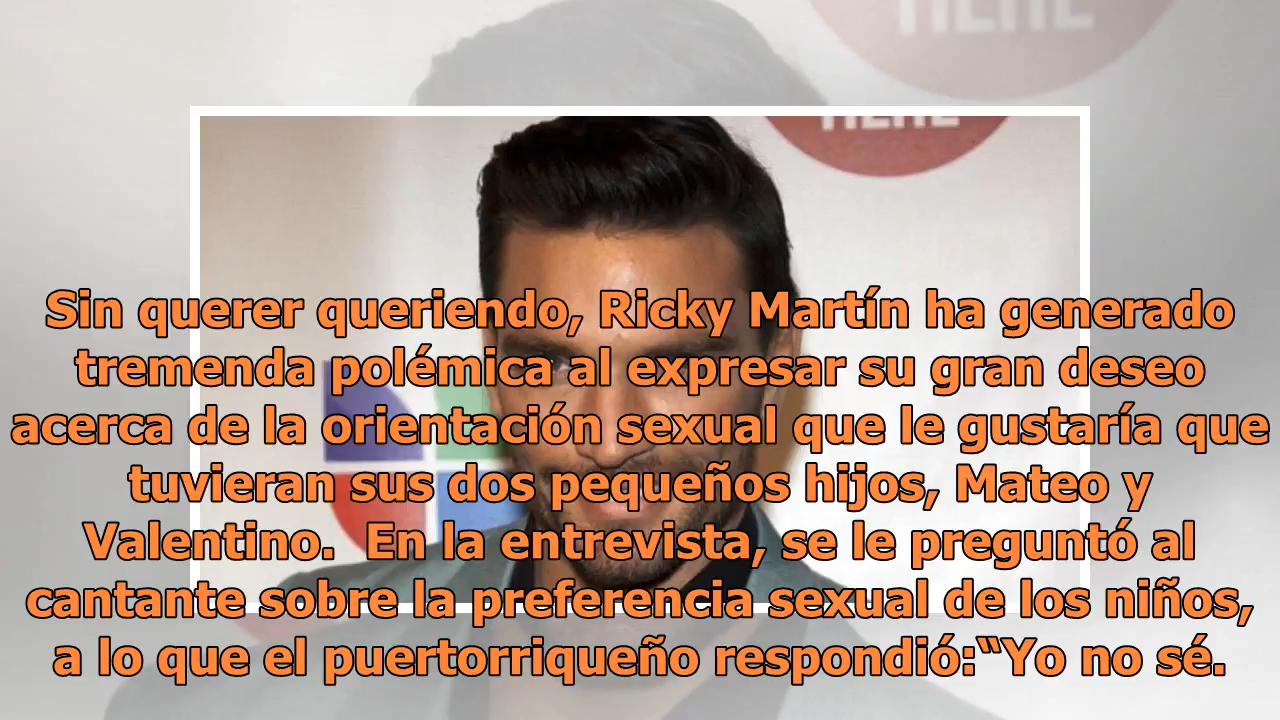 HERE
HERE
Sin querer queriendo, Ricky Martín ha generado
tremenda polémica al expresar su gran deseo
acerca de la orientación sexual que le gustaría que
tuvieran sus dos pequeños hijos, Mateo y
Valentino.  En la entrevista, se le preguntó al
cantante sobre la preferencia sexual de los niños,
a lo que el puertorriqueño respondió:“Yo no sé.